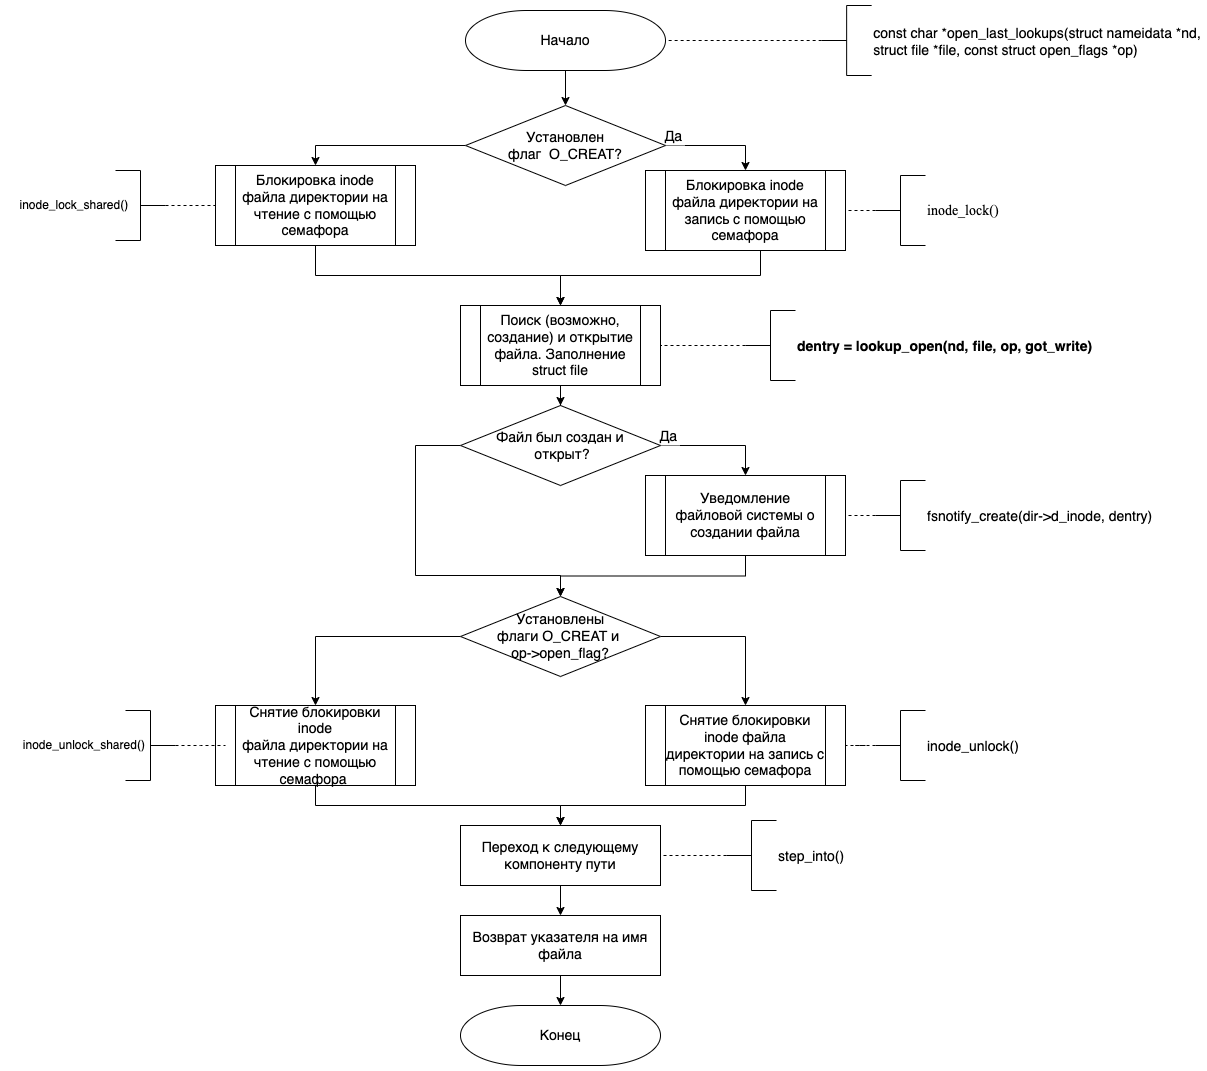 Начало
const char *open_last_lookups(struct nameidata *nd,
struct file *file, const struct open_flags *op)
Установлен
флаг O_CREAT?
Да
inode_lock_shared()
Блокировка inode
файла директории на
чтение с помощью
семафора
Блокировка inode
файла директории на
запись с помощью
семафора
inode_lock()
Поиск (возможно,
создание) и открытие
файла. Заполнение
struct file
dentry = lookup_open(nd, file, op, got_write)
Файл был создан и
открыт?
Да
Уведомление
файловой системы о
создании файла
fsnotify_create(dir->d_inode, dentry)
Установлены
флаги O_CREAT и
op->open_flag?
inode_unlock_shared()
Снятие блокировки
inode
файла директории на
чтение с помощью
семафора
Снятие блокировки
inode файла
директории на запись с
помощью семафора
inode_unlock()
Переход к следующему
компоненту пути
step_into()
Возврат указателя на имя
файла
Конец